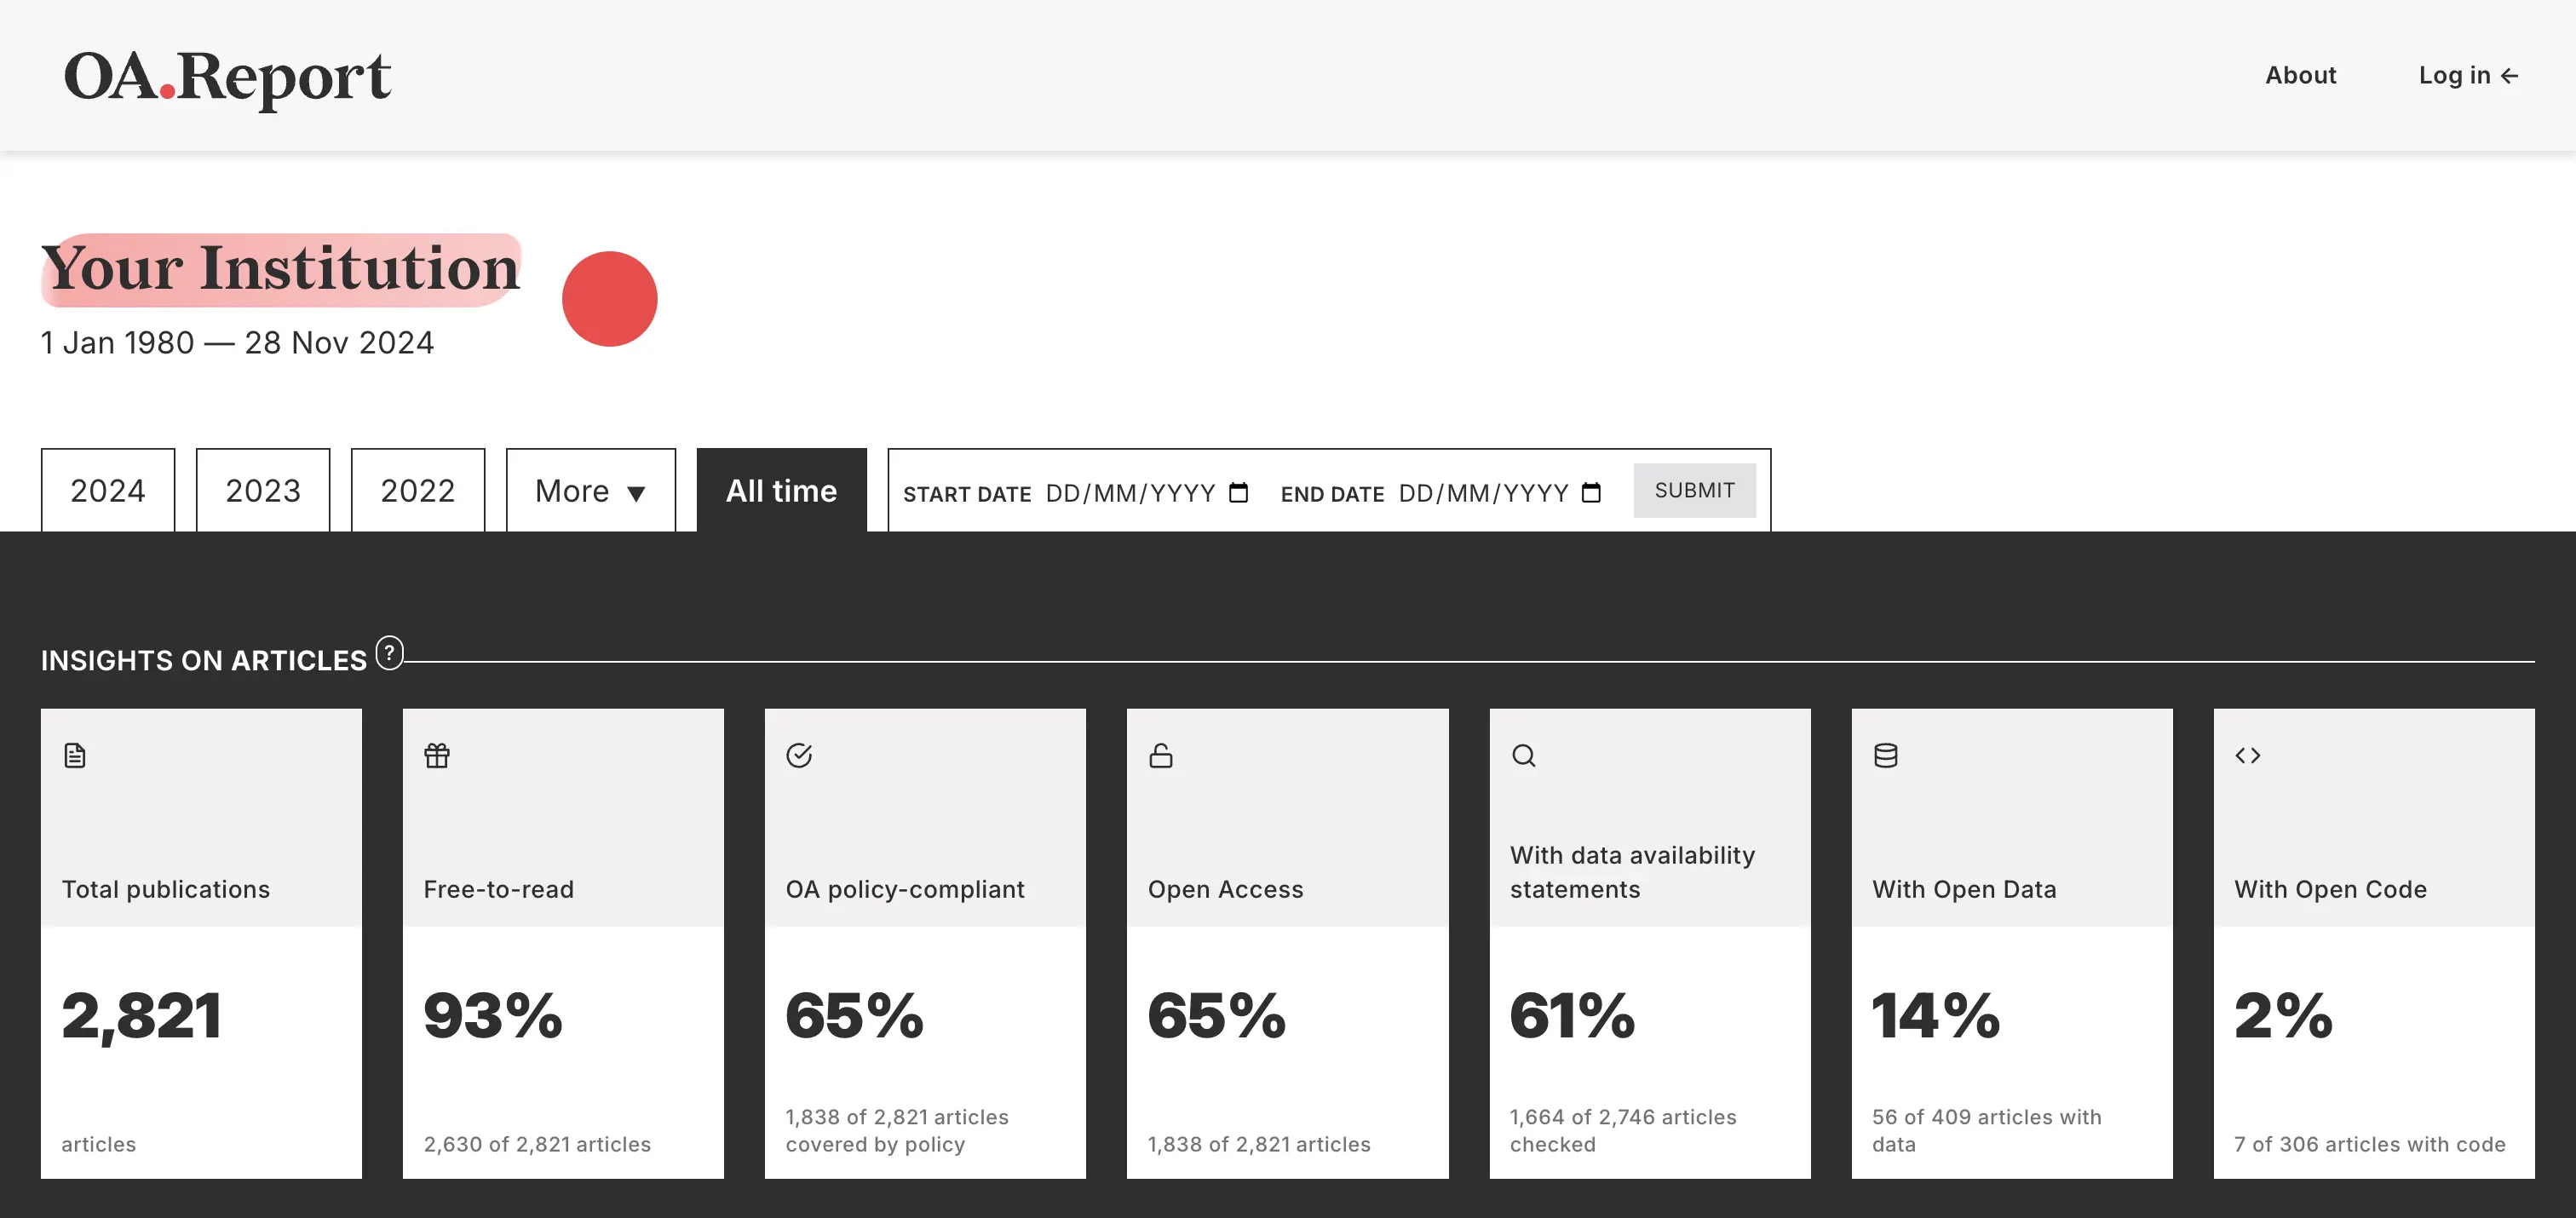 OA.Report
About
Log in ←
Your Institution
1 Jan 1980 — 28 Nov 2024
2024
2023
2022
More ▼
All time
START DATE DD/MM/YYYY END DATE DD/MM/YYYY SUBMIT
INSIGHTS ON ARTICLES ?
Total publications
2,821
articles
Free-to-read
93%
2,630 of 2,821 articles
OA policy-compliant
65%
1,838 of 2,821 articles
covered by policy
Open Access
65%
1,838 of 2,821 articles
With data availability
statements
61%
1,664 of 2,746 articles
checked
With Open Data
14%
56 of 409 articles with
data
With Open Code
2%
7 of 306 articles with code